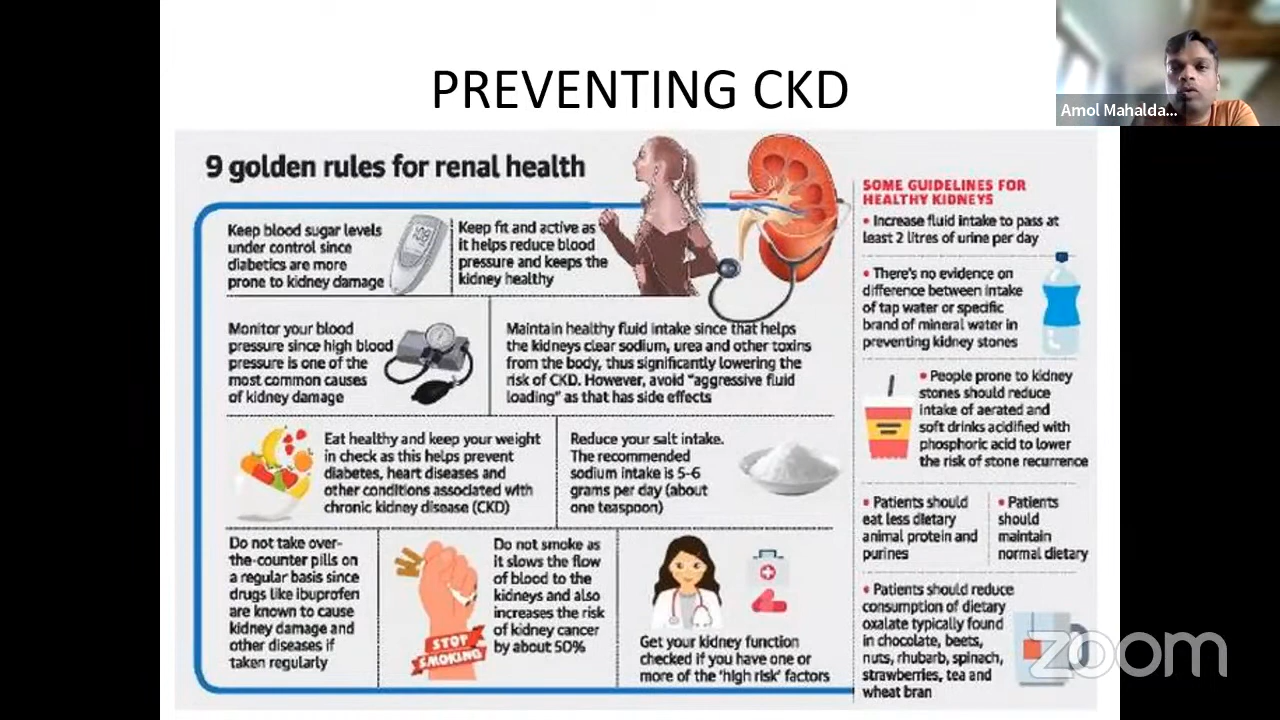 PREVENTING CKD
Amol Mahalda...
9 golden rules for renal health
Keep blood sugar levels
under control since
diabetics are more
prone to kidney damage
Keep fit and active as
it helps reduce blood
pressure and keeps the
kidney healthy
Monitor your blood
pressure since high blood
pressure is one of the
most common causes
of kidney damage
Maintain healthy fluid intake since that helps
the kidneys clear sodium, urea and other toxins
from the body, thus significantly lowering the
risk of CKD. However, avoid "aggressive fluid
loading" as that has side effects
Eat healthy and keep your weight
in check as this helps prevent
diabetes, heart diseases and
other conditions associated with
chronic kidney disease (CKD)
Reduce your salt intake.
The recommended
sodium intake is 5-6
grams per day (about
one teaspoon)
Do not take over-
the-counter pills on
a regular basis since
drugs like ibuprofen
are known to cause
kidney damage and
other diseases if
taken regularly
STOP
SMOKING
Do not smoke as
it slows the flow
of blood to the
kidneys and also
increases the risk
of kidney cancer
by about 50%
Get your kidney function
checked if you have one or
more of the 'high risk' factors
SOME GUIDELINES FOR
HEALTHY KIDNEYS
• Increase fluid intake to pass at
least 2 litres of urine per day
• There's no evidence on
difference between intake
of tap water or specific
brand of mineral water in
preventing kidney stones
• People prone to kidney
stones should reduce
intake of aerated and
soft drinks acidified with
phosphoric acid to lower
the risk of stone recurrence
• Patients should
eat less dietary
animal protein and
purines
• Patients
should
maintain
normal dietary
• Patients should reduce
consumption of dietary
oxalate typically found
in chocolate, beets,
nuts, rhubarb, spinach,
strawberries, tea and
wheat bran
zoom